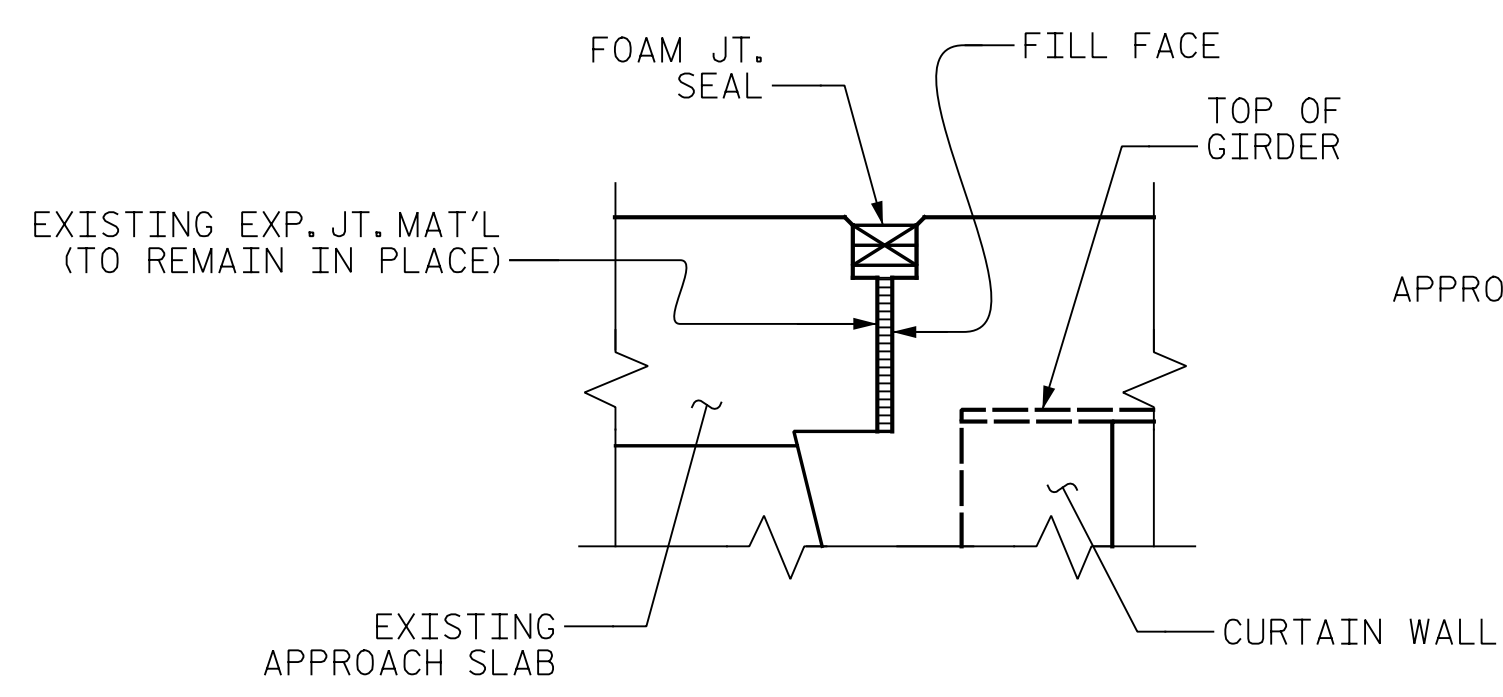 FOAM JT.
SEAL
FILL FACE
TOP OF
GIRDER
EXISTING EXP. JT. MAT'L
(TO REMAIN IN PLACE)
APPRO
EXISTING
APPROACH SLAB
CURTAIN WALL